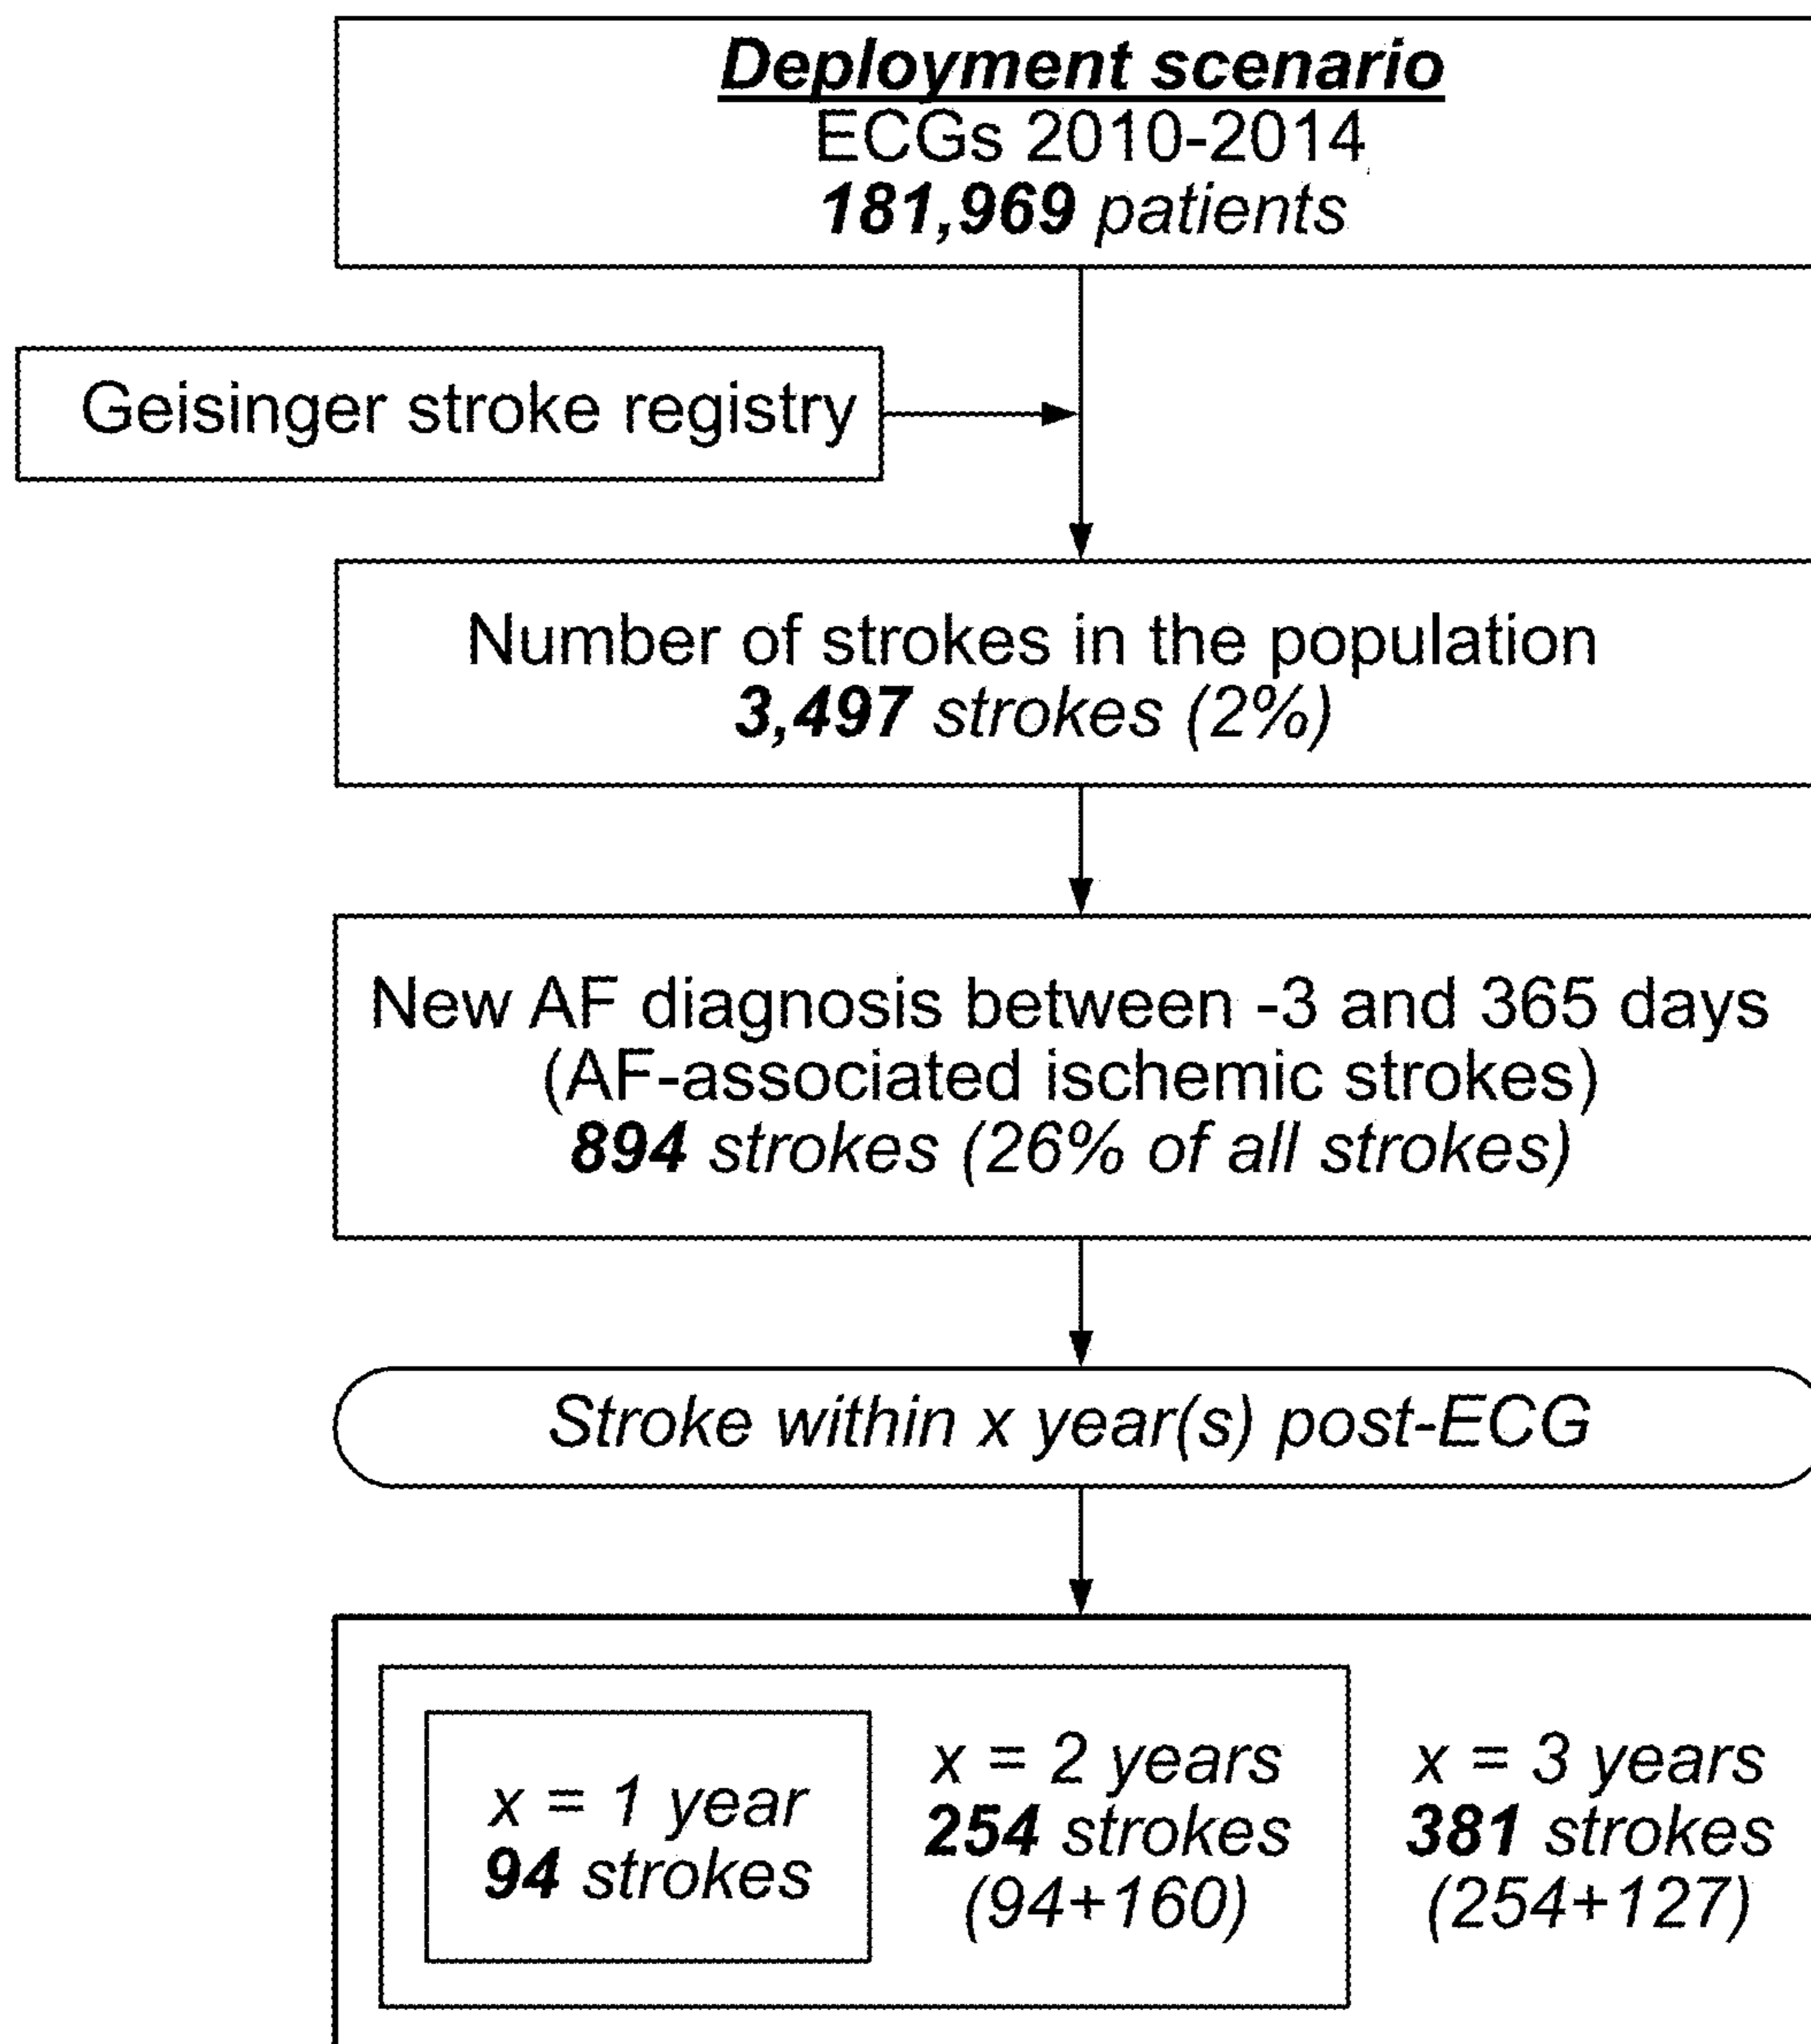 Deployment scenario
ECGs 2010-2014
181,969 patients
Geisinger stroke registry
Number of strokes in the population
3,497 strokes (2%)
New AF diagnosis between -3 and 365 days
(AF-associated ischemic strokes)
894 strokes (26% of all strokes)
Stroke within x year(s) post-ECG
x = 1 year
94 strokes
x = 2 years
254 strokes
(94+160)
x = 3 years
381 strokes
(254+127)